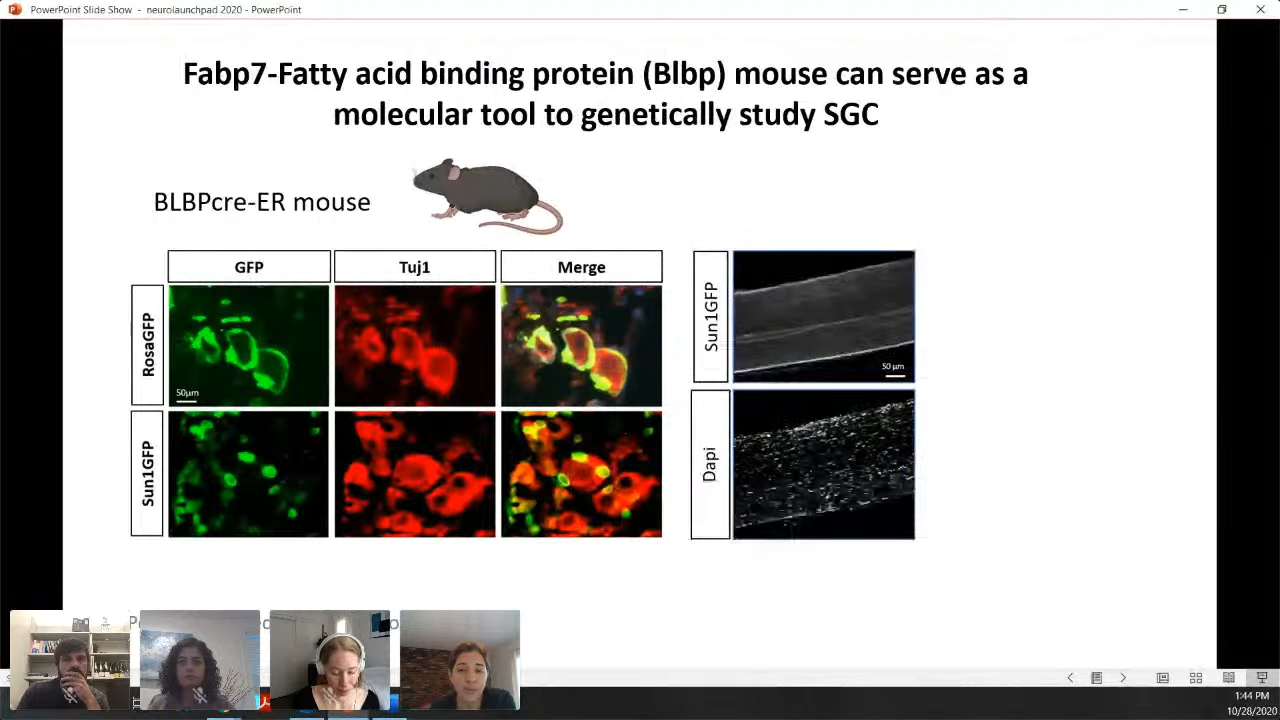 PowerPoint Slide Show - neurolaunchpad 2020 - PowerPoint
Fabp7-Fatty acid binding protein (Blbp) mouse can serve as a
molecular tool to genetically study SGC
BLBPcre-ER mouse
GFP
Tuj1
Merge
RosaGFP
50μm
Sun1GFP
Sun1GFP
50 μm
Dapi
1:44 PM
10/28/2020